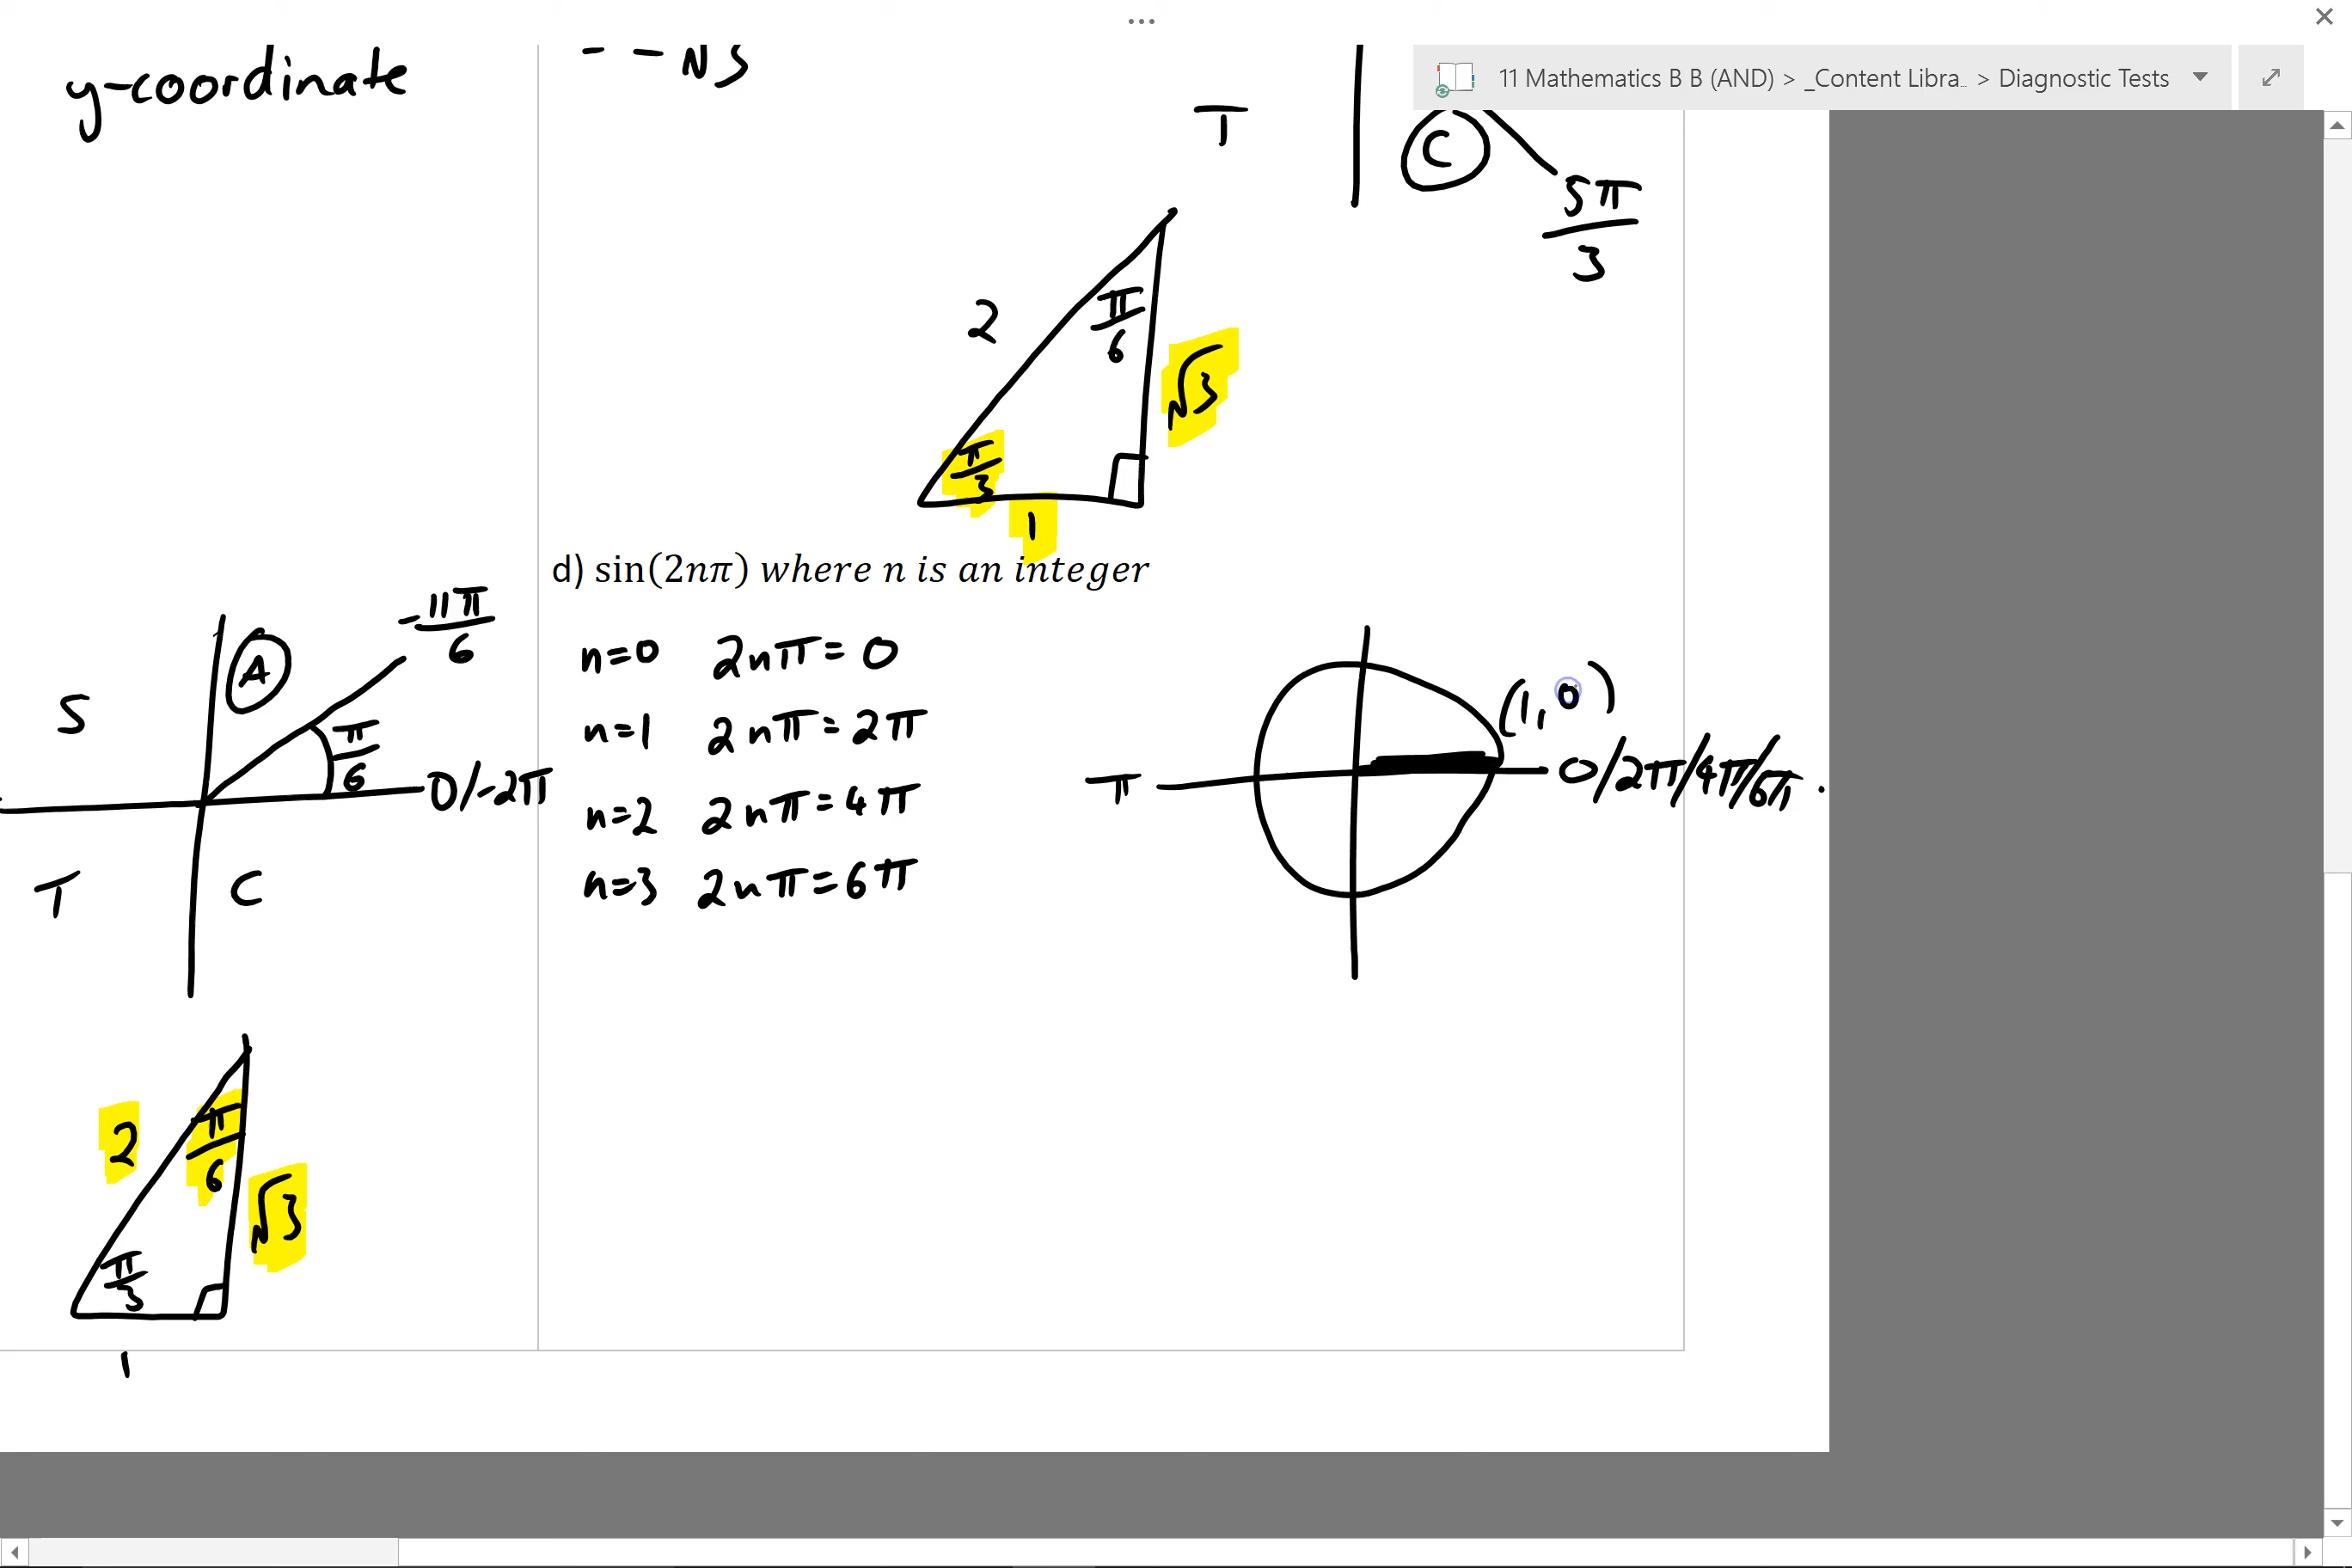 11 Mathematics B B (AND) > _Content Libra... > Diagnostic Tests
y-coordinate
- - √3
T
C
5π/3
2
π/6
√3
π/3
1
d) sin(2nπ) where n is an integer
-11π/6
A
S
π/6
0/-2π
T
C
n=0 2nπ=0
n=1 2nπ=2π
n=2 2nπ=4π
n=3 2nπ=6π
(1,0)
π
0/2π/4π/6π.
2
π/6
√3
π/3
1